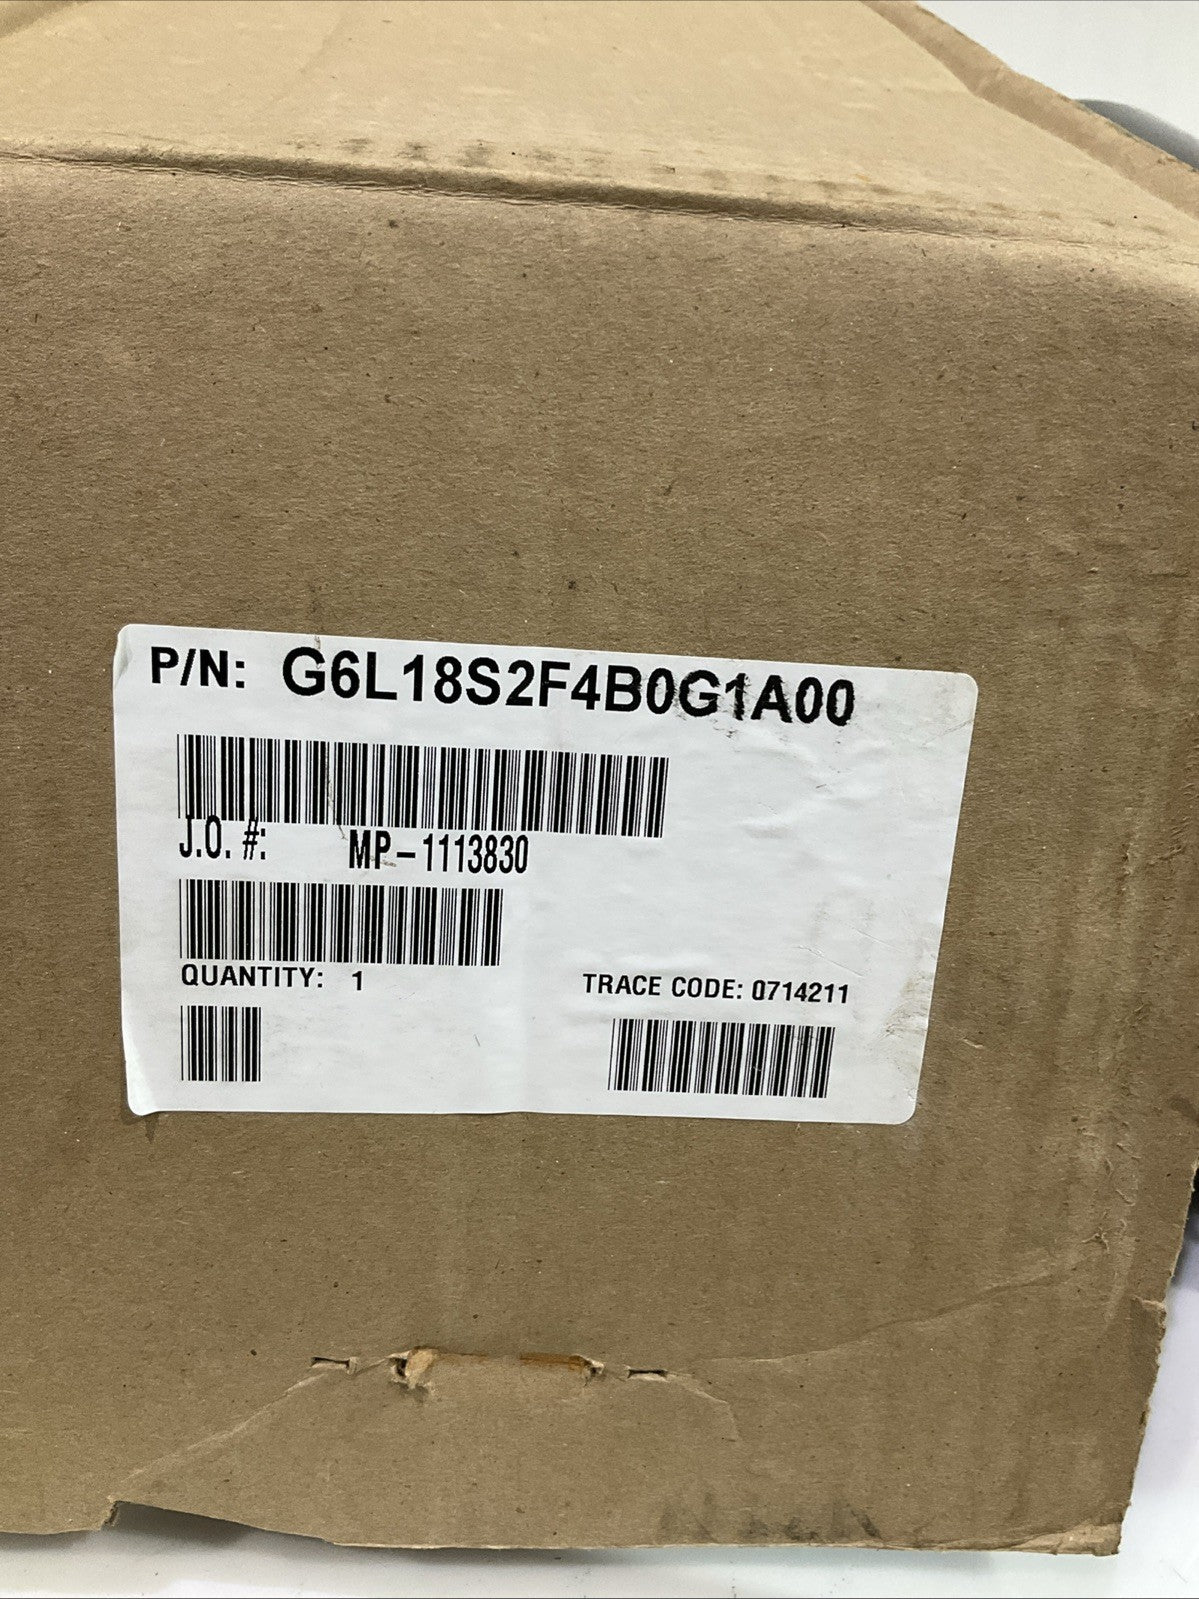 P/N: G6L18S2F4B0G1A00
J.O. #: MP-1113830
QUANTITY: 1
TRACE CODE: 0714211